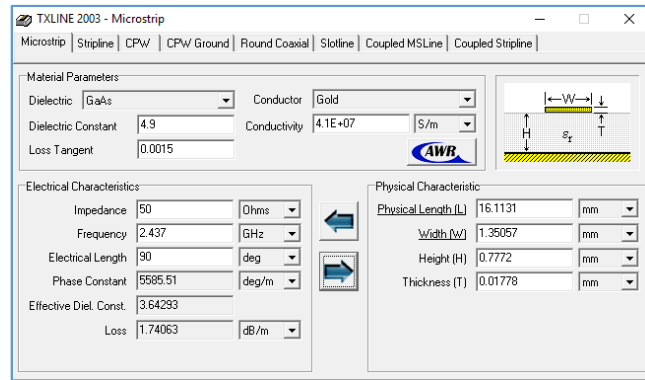 TXLINE 2003 - Microstrip
Microstrip Stripline CPW CPW Ground Round Coaxial Slotline Coupled MSLine Coupled Stripline
Material Parameters
Dielectric GaAs Conductor Gold
Dielectric Constant 4.9 Conductivity 4.1E+07 S/m
Loss Tangent 0.0015 AWR
W T H εr
Electrical Characteristics
Impedance 50 Ohms
Frequency 2.437 GHz
Electrical Length 90 deg
Phase Constant 5585.51 deg/m
Effective Diel. Const. 3.64293
Loss 1.74063 dB/m
Physical Characteristic
Physical Length (L) 16.1131 mm
Width (W) 1.35057 mm
Height (H) 0.7772 mm
Thickness (T) 0.01778 mm